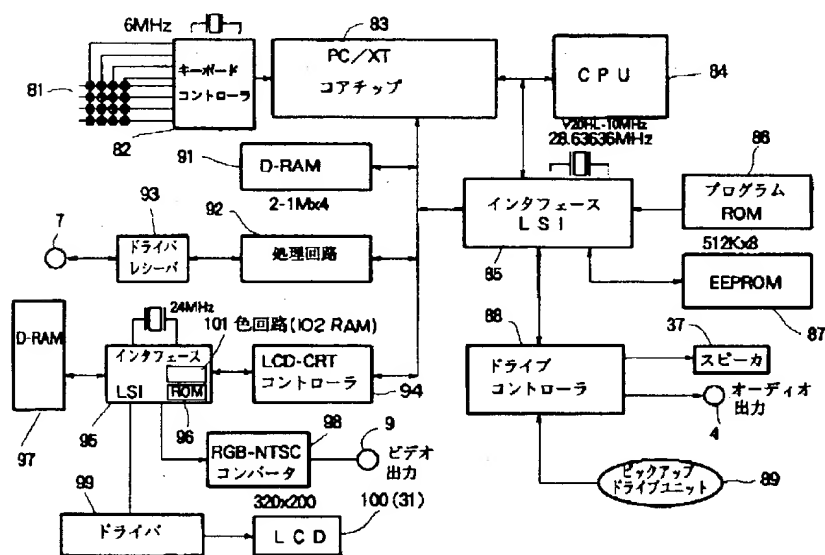 6MHz
81
キーボード
コントローラ
82
83
PC/XT
コアチップ
CPU
84
V20HL-10MHz
28.63636MHz
91
D-RAM
2-1Mx4
インタフェース
LSI
85
86
プログラム
ROM
512Kx8
EEPROM
87
7
93
ドライバ
レシーバ
92
処理回路
88
ドライブ
コントローラ
37
スピーカ
オーディオ
出力
4
ピックアップ
ドライブユニット
89
24MHz
101 色回路(102 RAM)
D-RAM
97
インタフェース
LSI
ROM
95
96
LCD-CRT
コントローラ
94
98
RGB-NTSC
コンバータ
9
ビデオ
出力
99
ドライバ
320x200
LCD
100(31)